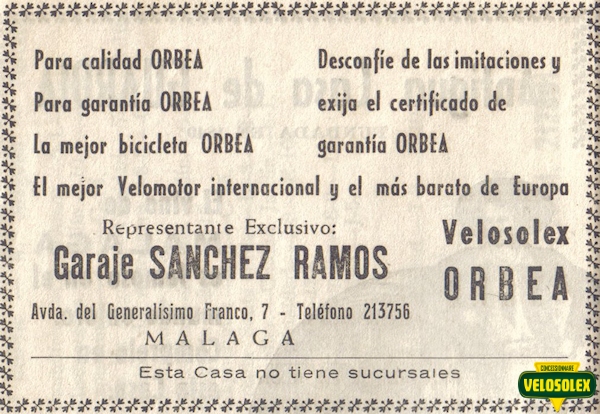 Para calidad ORBEA
Para garantía ORBEA
La mejor bicicleta ORBEA
Desconfíe de las imitaciones y
exija el certificado de
garantía ORBEA
El mejor Velomotor internacional y el más barato de Europa
Representante Exclusivo:
Garaje SANCHEZ RAMOS
Avda. del Generalísimo Franco, 7 - Teléfono 213756
MALAGA
Velosolex
ORBEA
Esta Casa no tiene sucursales
CONCESSIONNAIRE
VELOSOLEX